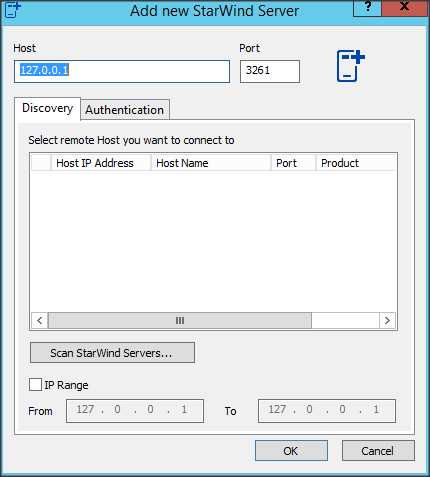 Add new StarWind Server
?
Host
Port
127.0.0.1
3261
Discovery
Authentication
Select remote Host you want to connect to
Host IP Address Host Name Port Product
Scan StarWind Servers...
IP Range
From 127 . 0 . 0 . 1 To 127 . 0 . 0 . 1
OK Cancel